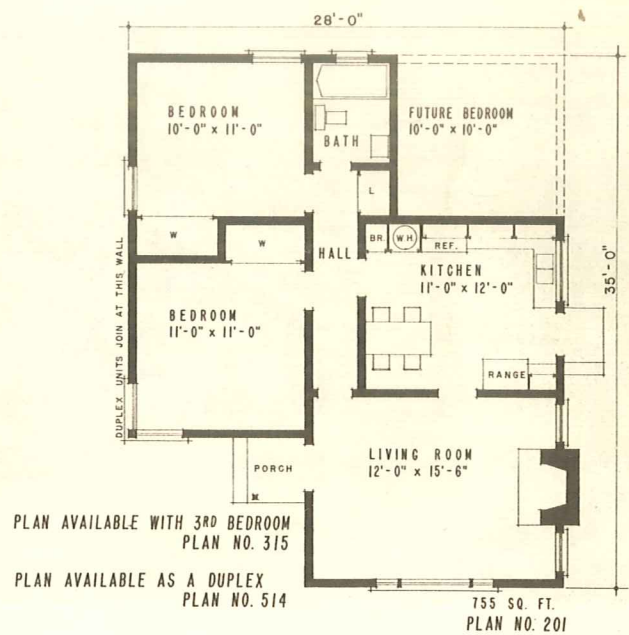 28'-0"
BEDROOM
10'-0" x 11'-0"
BATH
FUTURE BEDROOM
10'-0" x 10'-0"
L
W
W
HALL
BR.
WH
REF.
KITCHEN
11'-0" x 12'-0"
35'-0"
DUPLEX UNITS JOIN AT THIS WALL
BEDROOM
11'-0" x 11'-0"
RANGE
LIVING ROOM
12'-0" x 15'-6"
PORCH
PLAN AVAILABLE WITH 3RD BEDROOM
PLAN NO. 315
PLAN AVAILABLE AS A DUPLEX
PLAN NO. 514
755 SQ. FT.
PLAN NO. 201